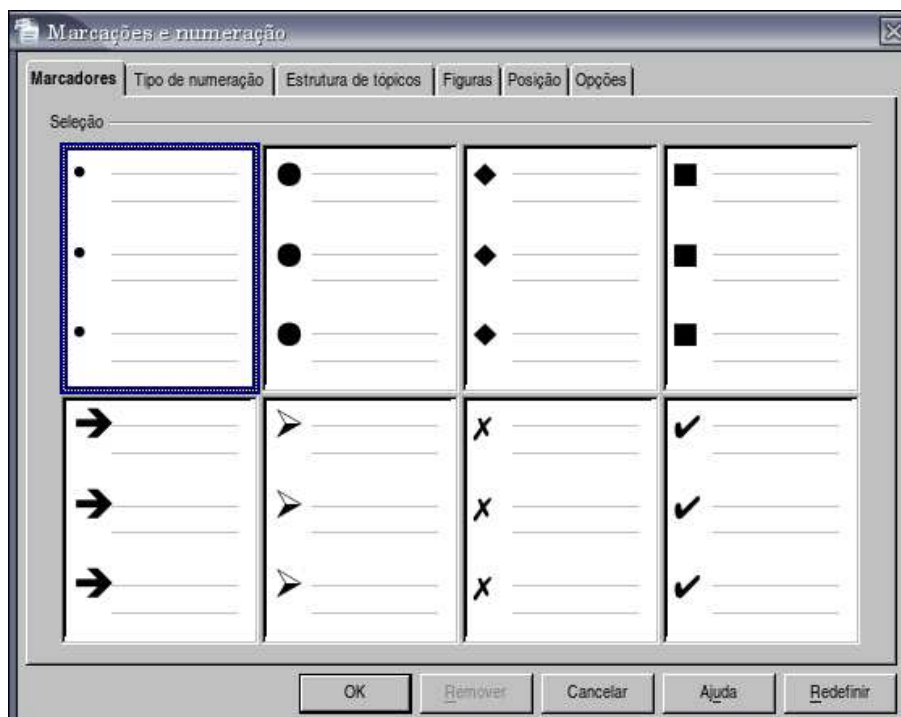 Marcações e numeração
Marcadores Tipo de numeração Estrutura de tópicos Figuras Posição Opções
Seleção
OK Remover Cancelar Ajuda Redefinir